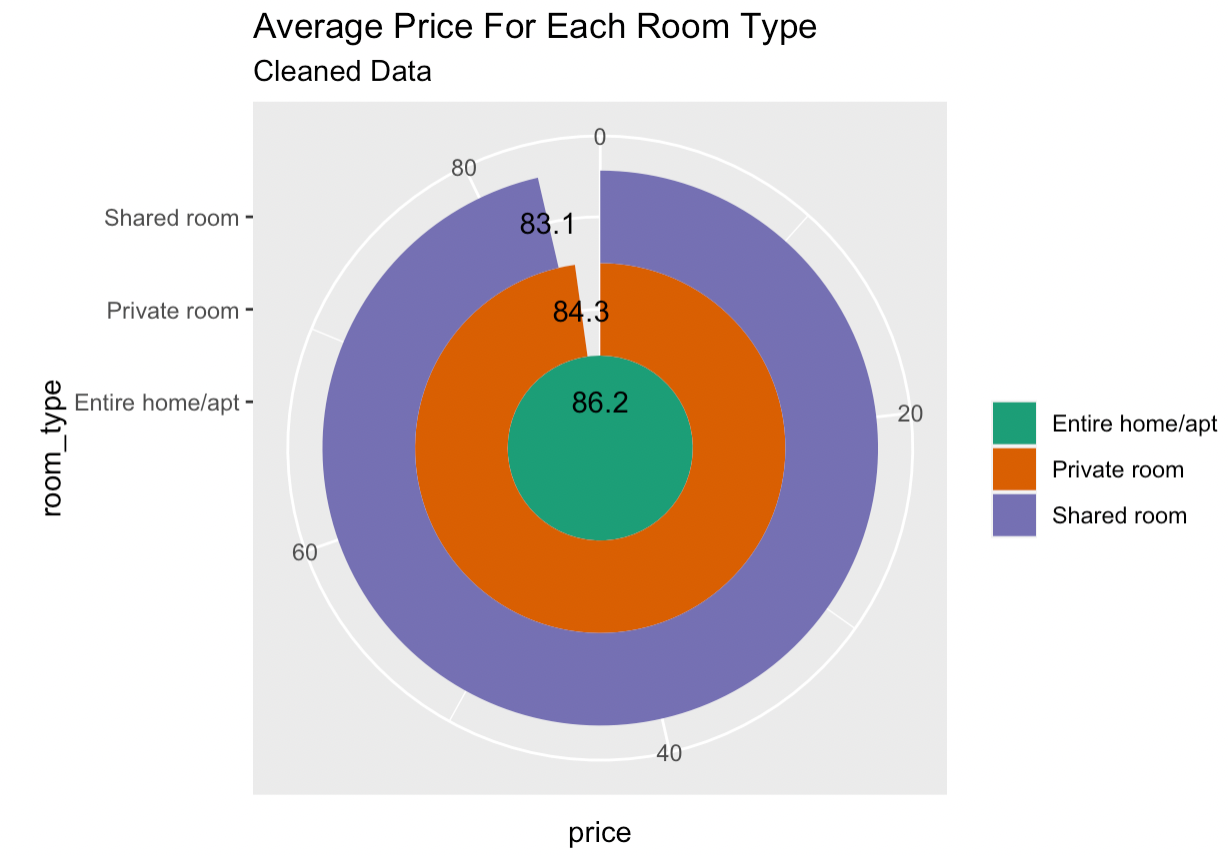 Average Price For Each Room Type
Cleaned Data
0
80
Shared room
83.1
Private room
84.3
room_type
Entire home/apt
86.2
20
60
40
price
Entire home/apt
Private room
Shared room